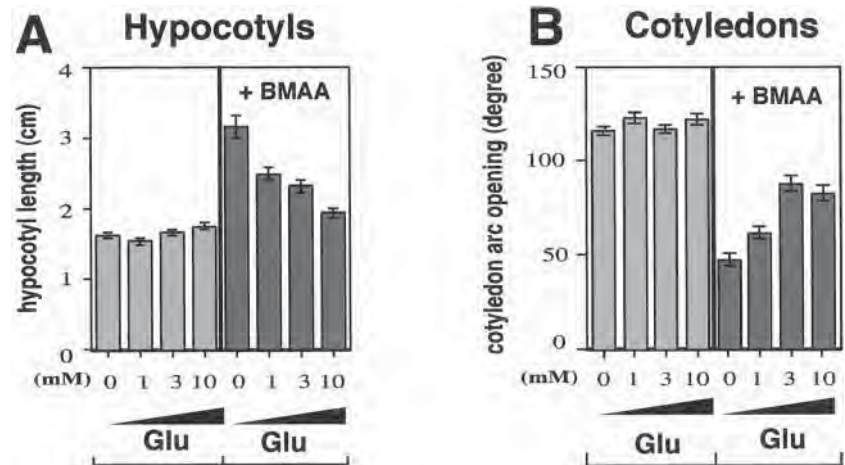 A Hypocotyls
hypocotyl length (cm)
4
3
2
1
0
+ BMAA
(mM) 0 1 3 10 0 1 3 10
Glu Glu
B Cotyledons
cotyledon arc opening (degree)
150
100
50
0
+ BMAA
(mM) 0 1 3 10 0 1 3 10
Glu Glu